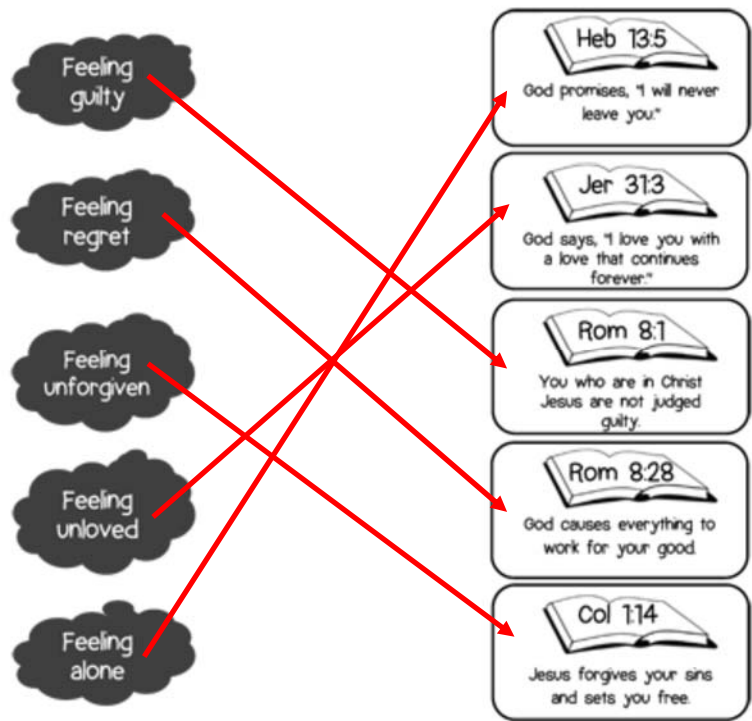 Feeling
guilty
Heb 13:5
God promises, "I will never
leave you."
Feeling
regret
Jer 31:3
God says, "I love you with
a love that continues
forever."
Feeling
unforgiven
Rom 8:1
You who are in Christ
Jesus are not judged
guilty.
Feeling
unloved
Rom 8:28
God causes everything to
work for your good.
Feeling
alone
Col 1:14
Jesus forgives your sins
and sets you free.